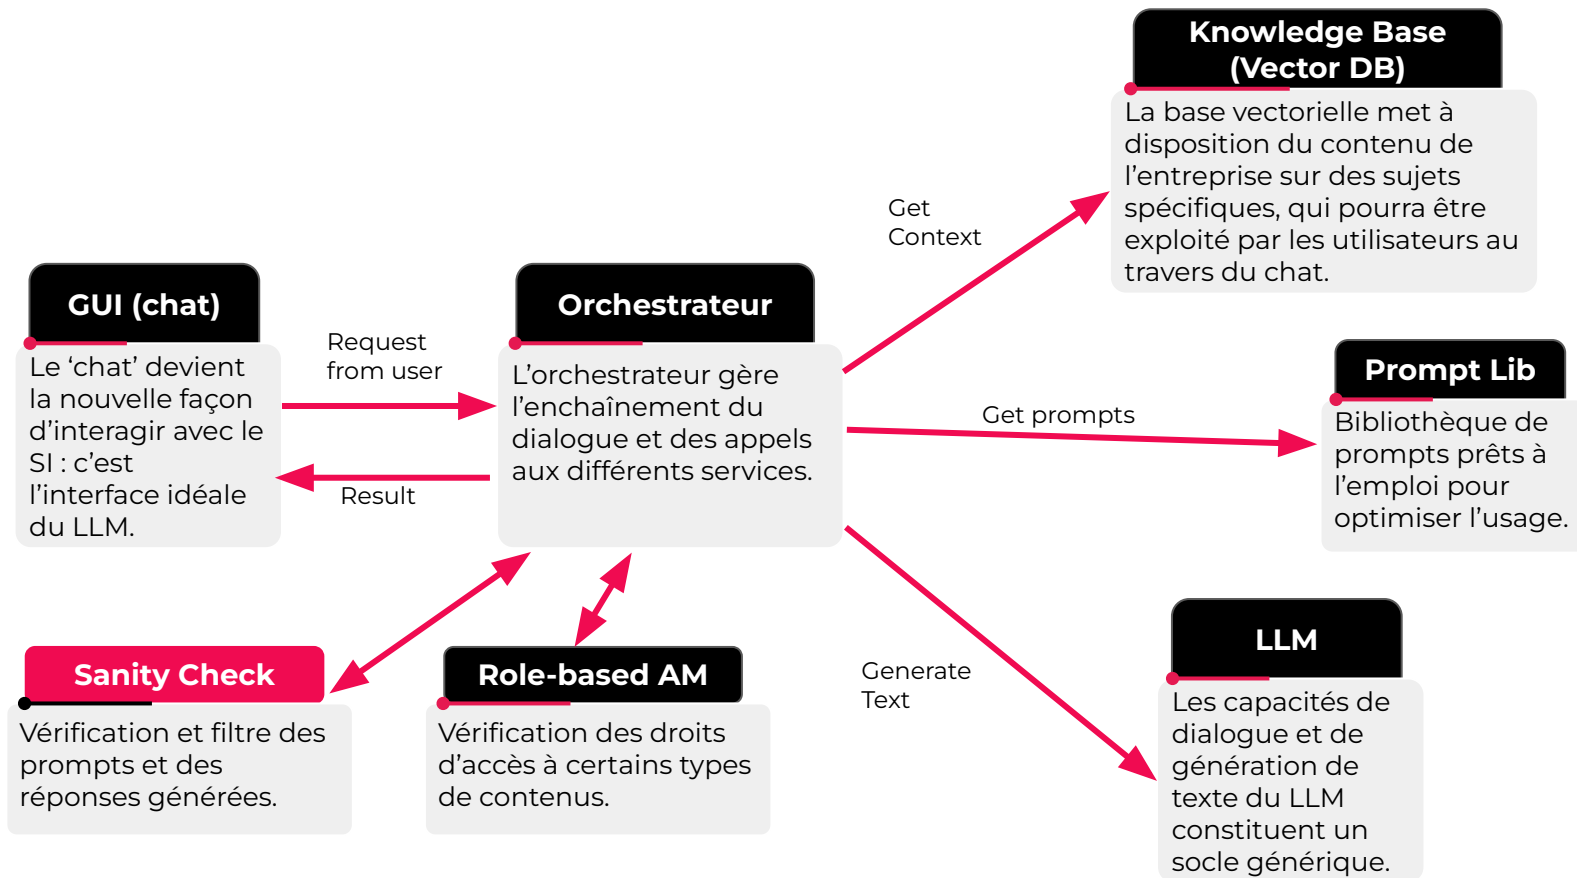 Knowledge Base
(Vector DB)
La base vectorielle met à
disposition du contenu de
l’entreprise sur des sujets
spécifiques, qui pourra être
exploité par les utilisateurs au
travers du chat.
Get
Context
GUI (chat)
Le ‘chat’ devient
la nouvelle façon
d’interagir avec le
SI : c’est
l’interface idéale
du LLM.
Request
from user
Result
Orchestrateur
L’orchestrateur gère
l’enchaînement du
dialogue et des appels
aux différents services.
Get prompts
Prompt Lib
Bibliothèque de
prompts prêts à
l’emploi pour
optimiser l’usage.
Sanity Check
Vérification et filtre des
prompts et des
réponses générées.
Role-based AM
Vérification des droits
d’accès à certains types
de contenus.
Generate
Text
LLM
Les capacités de
dialogue et de
génération de
texte du LLM
constituent un
socle générique.